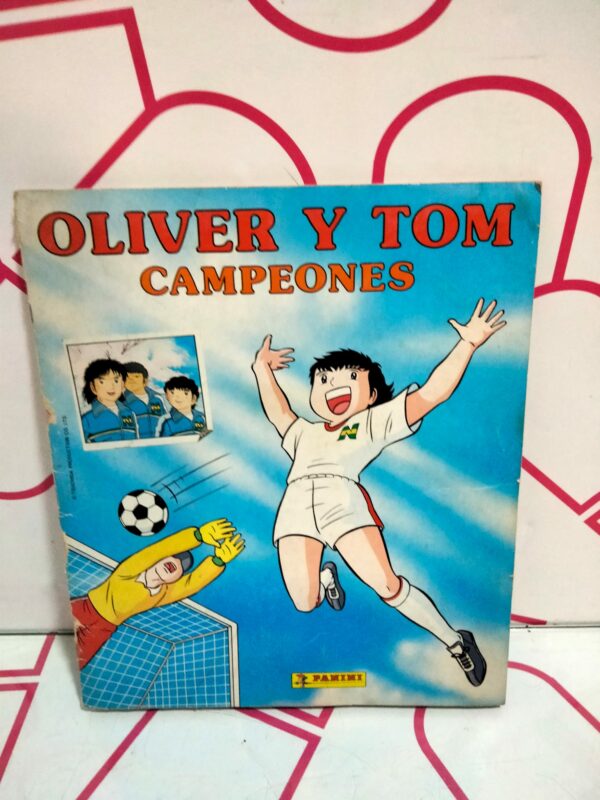 OLIVER Y TOM
CAMPEONES
N
PANINI